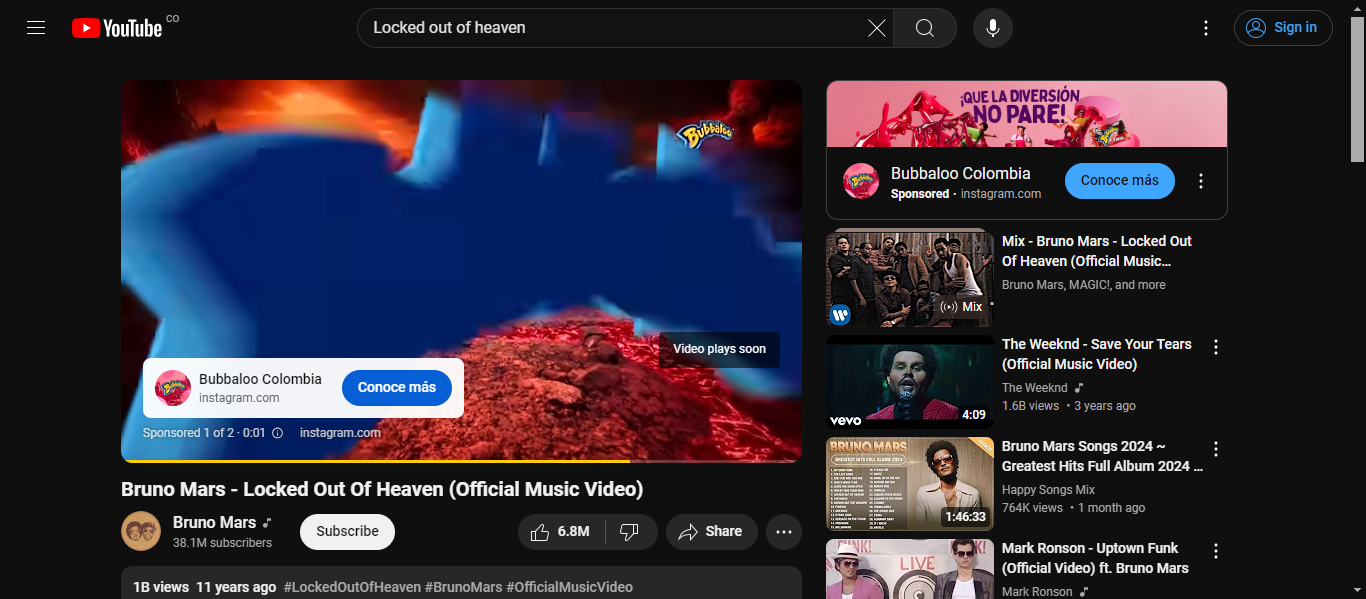 YouTube CO
Locked out of heaven
Sign in
Bubbaloo
Video plays soon
Bubbaloo Colombia
instagram.com
Conoce más
Sponsored 1 of 2 · 0:01
instagram.com
Bruno Mars - Locked Out Of Heaven (Official Music Video)
Bruno Mars
38.1M subscribers
Subscribe
6.8M
Share
1B views 11 years ago #LockedOutOfHeaven #BrunoMars #OfficialMusicVideo
¡QUE LA DIVERSIÓN
NO PARE!
Bubbaloo Colombia
Sponsored · instagram.com
Conoce más
Mix
Mix - Bruno Mars - Locked Out
Of Heaven (Official Music...
Bruno Mars, MAGIC!, and more
vevo
4:09
The Weeknd - Save Your Tears
(Official Music Video)
The Weeknd
1.6B views • 3 years ago
BRUNO MARS
GREATEST HITS FULL ALBUM 2024
1:46:33
Bruno Mars Songs 2024 ~
Greatest Hits Full Album 2024 ...
Happy Songs Mix
764K views • 1 month ago
LIVE
Mark Ronson - Uptown Funk
(Official Video) ft. Bruno Mars
Mark Ronson